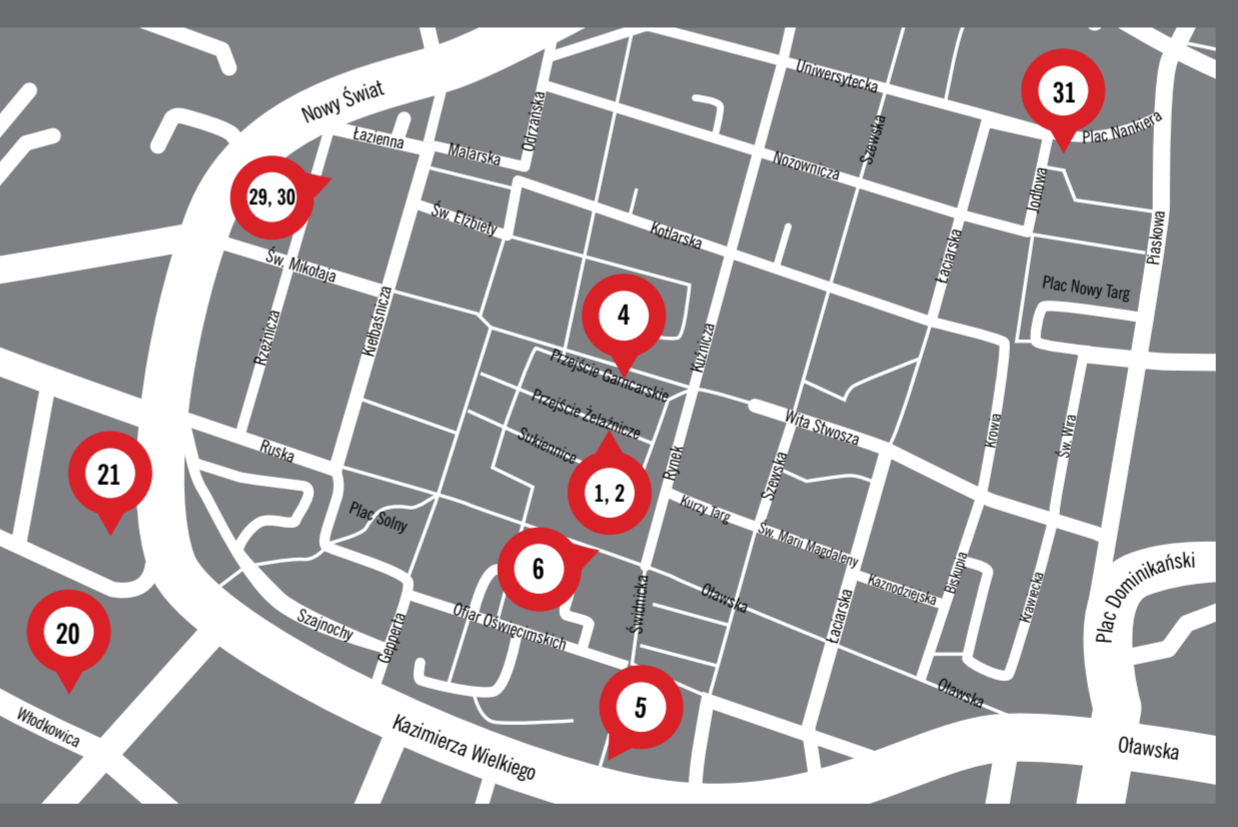 Uniwersytecka
31
Nowy Świat
Plac Nankiera
Łazienna
Odrzańska
Malarska
Szewska
Nozownicza
29, 30
Jodłowa
Św. Elżbiety
Kotlarska
Łaciarska
Piaskowa
Św. Mikołaja
Plac Nowy Targ
4
Kiełbaśnicza
Rzeźnicza
Kuźnicza
Przejście Garncarskie
Przejście Żelaźnicze
Wita Stwosza
Krowia
Św. Wita
Sukiennice
Ruska
Rynek
Szewska
21
1, 2
Kurzy Targ
Plac Solny
Św. Marii Magdaleny
6
Kaznodziejska
Biskupia
Krawiecka
Plac Dominikański
Oławska
Świdnicka
Łaciarska
Ofiar Oświęcimskich
Szajnochy
Gepperta
20
Oławska
5
Włodkowica
Kazimierza Wielkiego
Oławska